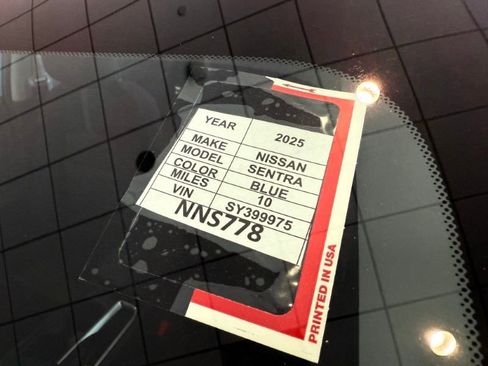 YEAR 2025
MAKE NISSAN
MODEL SENTRA
COLOR BLUE
MILES 10
VIN SY399975
NNS778
PRINTED IN USA